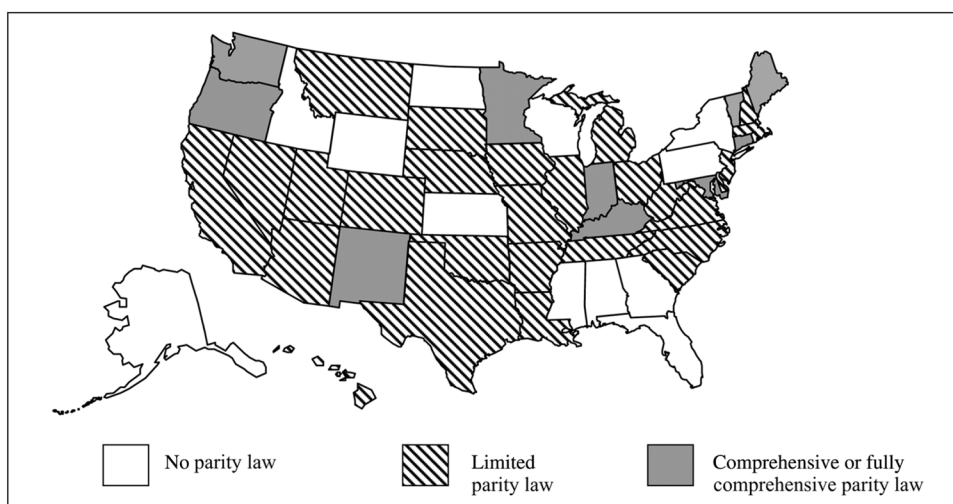 No parity law
Limited
parity law
Comprehensive or fully
comprehensive parity law